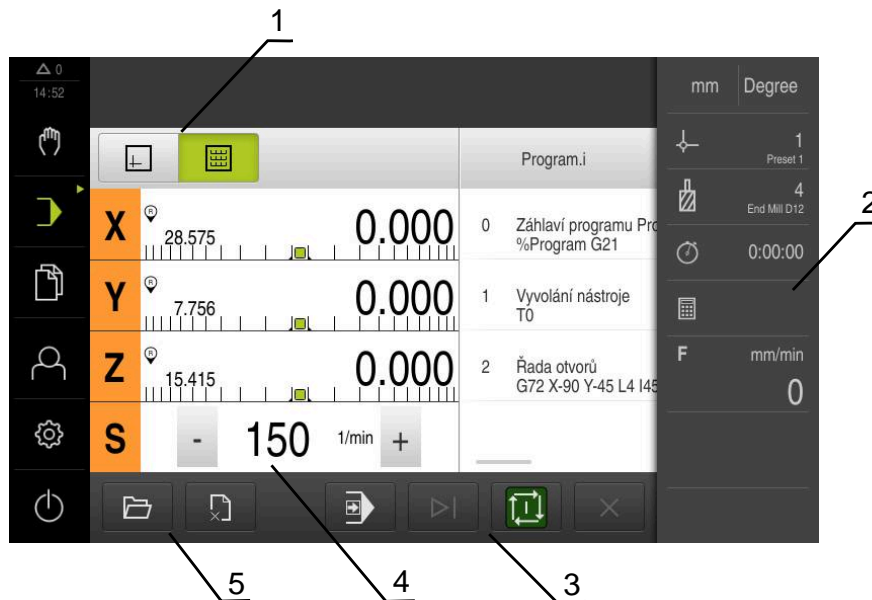 1
0
14:52
mm Degree
1
Preset 1
4
End Mill D12
2
0:00:00
F mm/min
0
Program.i
X R 28.575 0.000
Y R 7.756 0.000
Z R 15.415 0.000
S - 150 1/min +
0 Záhlaví programu Pro
%Program G21
1 Vyvolání nástroje
T0
2 Řada otvorů
G72 X-90 Y-45 L4 I45
5 4 3